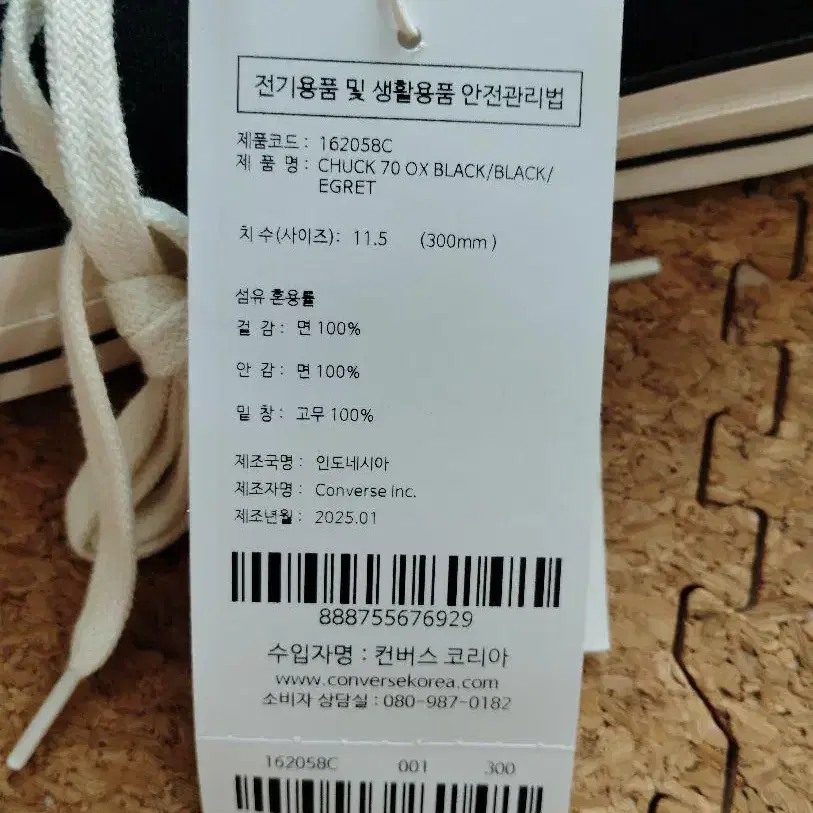 전기용품 및 생활용품 안전관리법
제품코드 : 162058C
제 품 명 : CHUCK 70 OX BLACK/BLACK/
EGRET
치 수(사이즈) : 11.5 (300mm )
섬유 혼용률
겉 감 : 면 100%
안 감 : 면 100%
밑 창 : 고무 100%
제조국명 : 인도네시아
제조자명 : Converse Inc.
제조년월 : 2025.01
888755676929
수입자명 : 컨버스 코리아
www.conversekorea.com
소비자 상담실 : 080-987-0182
162058C 001 300